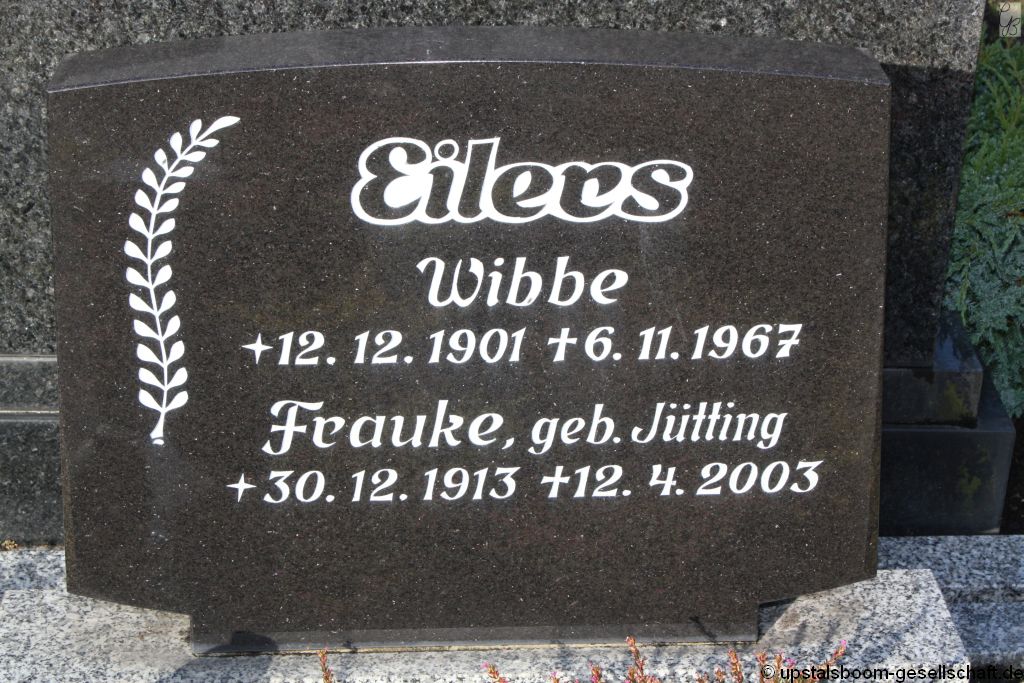 Eilers
Wibbe
✦12. 12. 1901 ✝6. 11. 1967
Frauke, geb. Jütting
✦30. 12. 1913 ✝12. 4. 2003
© upstalsboom-gesellschaft.de